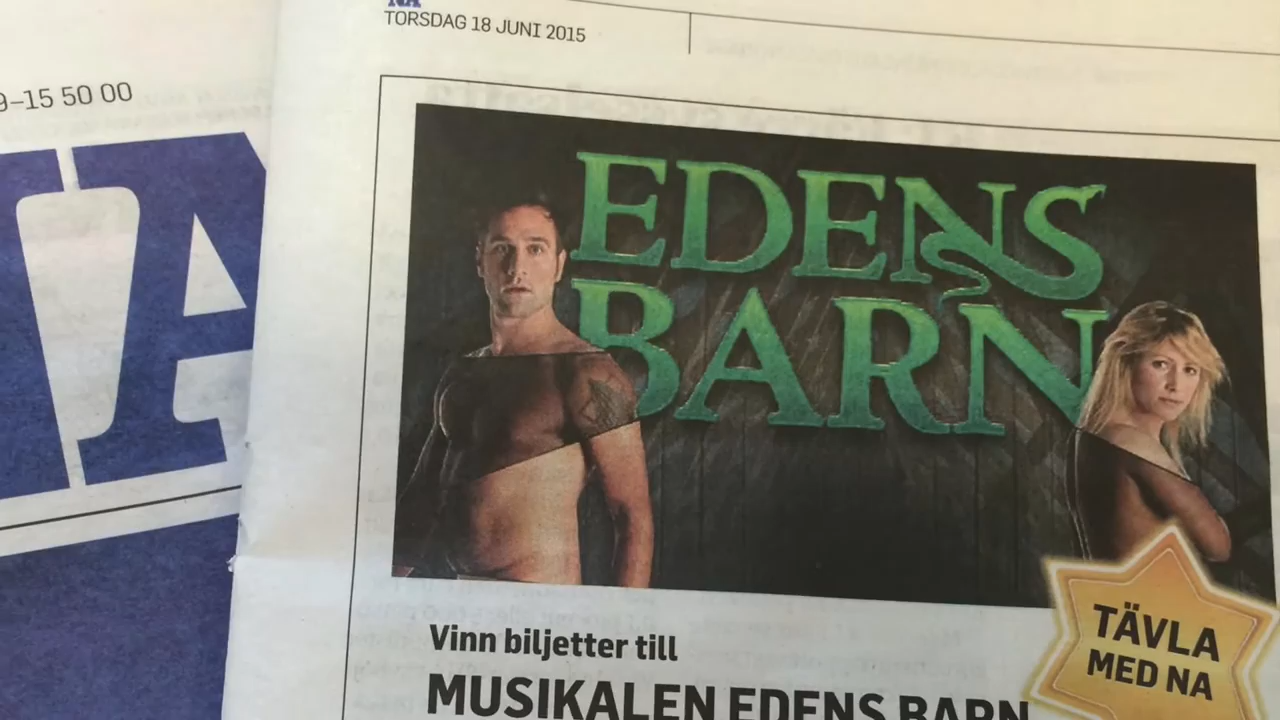 NA
TORSDAG 18 JUNI 2015
9–15 50 00
A
EDENS
BARN
Vinn biljetter till
MUSIKALEN EDENS BARN
TÄVLA
MED NA